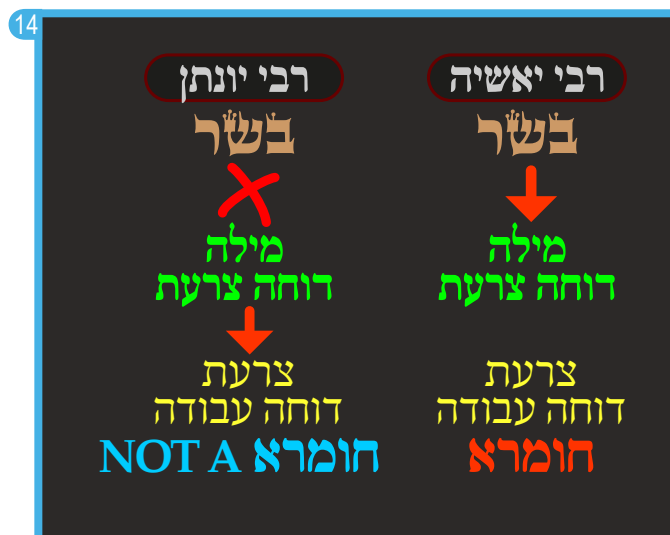 14
רבי יאשיה
בשר
מילה
דוחה צרעת
צרעת
דוחה עבודה
חומרא
רבי יונתן
בשר
מילה
דוחה צרעת
צרעת
דוחה עבודה
NOT A חומרא